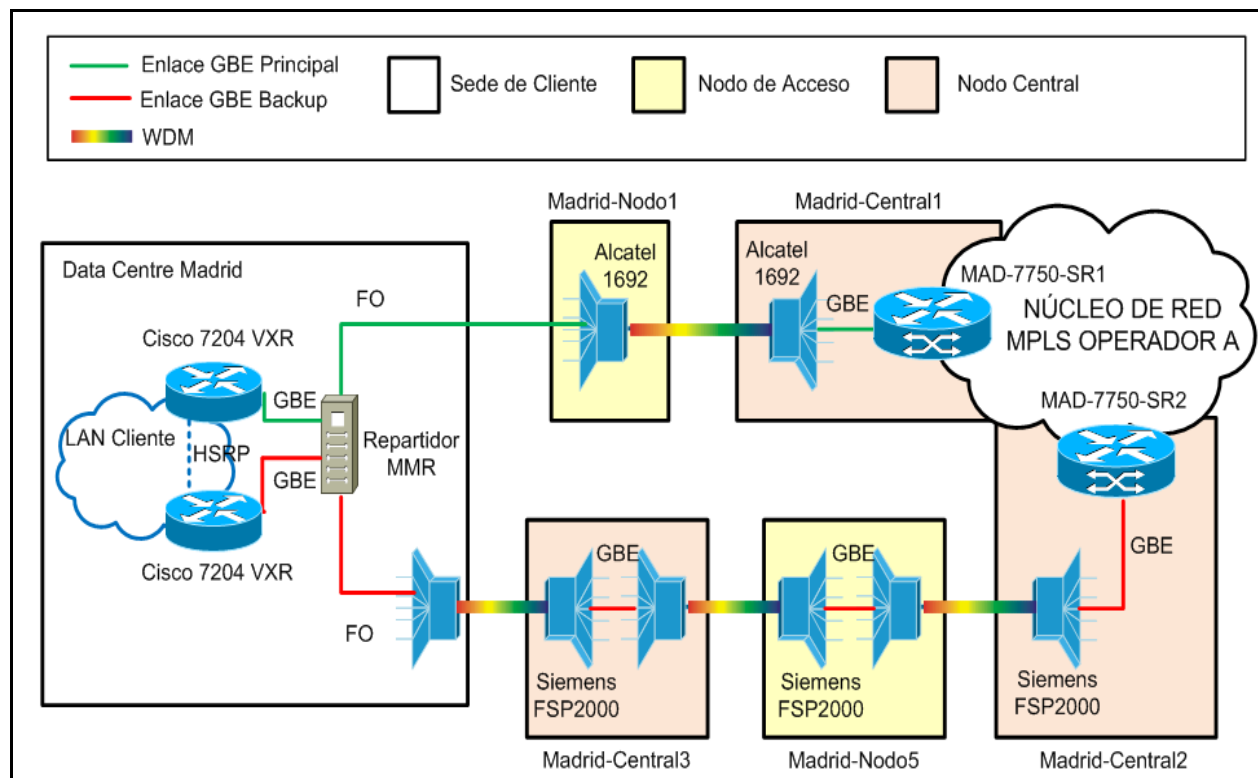 Enlace GBE Principal
Enlace GBE Backup
WDM
Sede de Cliente
Nodo de Acceso
Nodo Central
Madrid-Nodo1
Madrid-Central1
Data Centre Madrid
FO
Alcatel
1692
Alcatel
1692
GBE
MAD-7750-SR1
NÚCLEO DE RED
MPLS OPERADOR A
Cisco 7204 VXR
GBE
LAN Cliente
HSRP
GBE
Repartidor
MMR
MAD-7750-SR2
Cisco 7204 VXR
FO
GBE
GBE
GBE
Siemens
FSP2000
Siemens
FSP2000
Siemens
FSP2000
Madrid-Central3
Madrid-Nodo5
Madrid-Central2